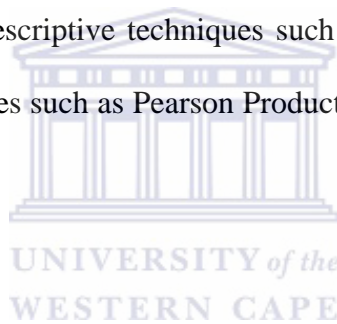 escriptive techniques such
es such as Pearson Product
UNIVERSITY of the
WESTERN CAPE